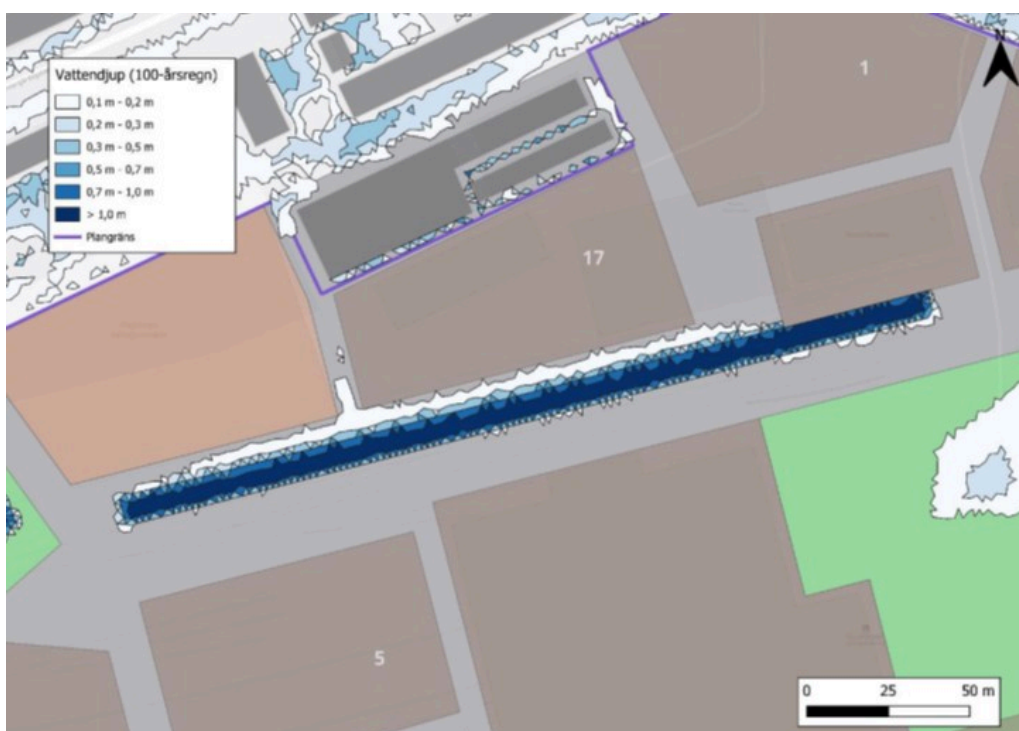 Vattendjup (100-årsregn)
0,1 m - 0,2 m
0,2 m - 0,3 m
0,3 m - 0,5 m
0,5 m - 0,7 m
0,7 m - 1,0 m
> 1,0 m
Plangräns
N
1
17
5
0 25 50 m